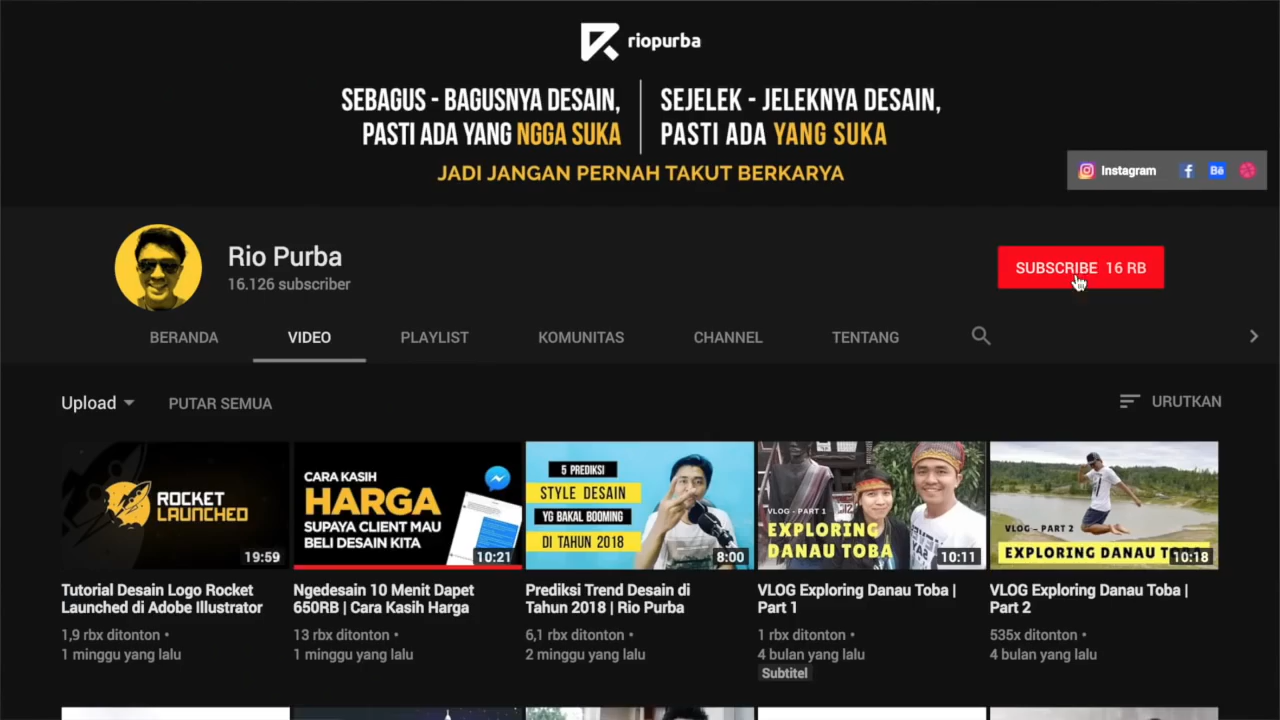 riopurba
SEBAGUS - BAGUSNYA DESAIN,
PASTI ADA YANG NGGA SUKA
SEJELEK - JELEKNYA DESAIN,
PASTI ADA YANG SUKA
JADI JANGAN PERNAH TAKUT BERKARYA
Instagram
Bē
Rio Purba
16.126 subscriber
SUBSCRIBE 16 RB
BERANDA VIDEO PLAYLIST KOMUNITAS CHANNEL TENTANG
Upload PUTAR SEMUA URUTKAN
ROCKET
LAUNCHED
19:59
CARA KASIH
HARGA
SUPAYA CLIENT MAU
BELI DESAIN KITA
10:21
5 PREDIKSI
STYLE DESAIN
YG BAKAL BOOMING
DI TAHUN 2018
8:00
VLOG - PART 1
EXPLORING
DANAU TOBA
10:11
VLOG - PART 2
EXPLORING DANAU T
10:18
Tutorial Desain Logo Rocket
Launched di Adobe Illustrator
1,9 rbx ditonton •
1 minggu yang lalu
Ngedesain 10 Menit Dapet
650RB | Cara Kasih Harga
13 rbx ditonton •
1 minggu yang lalu
Prediksi Trend Desain di
Tahun 2018 | Rio Purba
6,1 rbx ditonton •
2 minggu yang lalu
VLOG Exploring Danau Toba |
Part 1
1 rbx ditonton •
4 bulan yang lalu
Subtitel
VLOG Exploring Danau Toba |
Part 2
535x ditonton •
4 bulan yang lalu